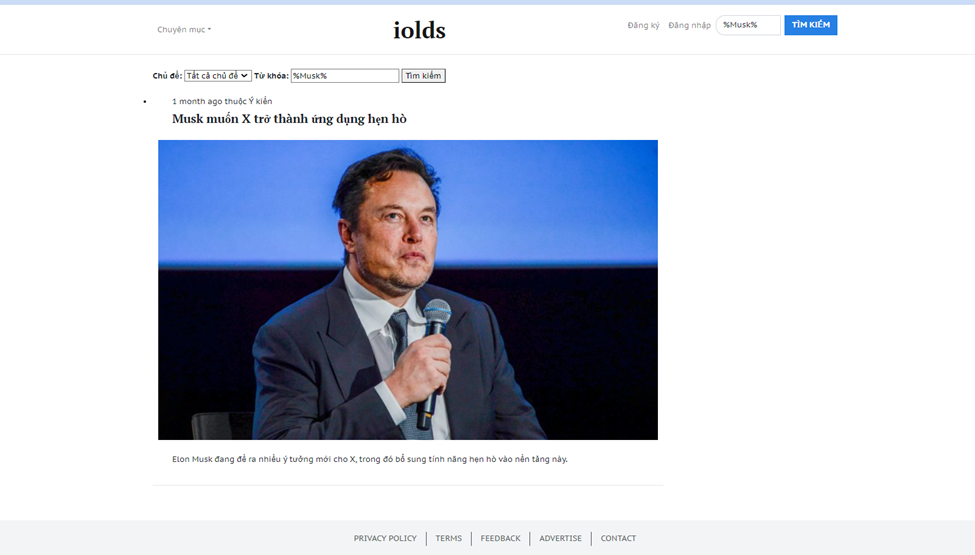 Chuyên mục
iolds
Đăng ký Đăng nhập %Musk% TÌM KIẾM
Chủ đề: Tất cả chủ đề Từ khóa: %Musk% Tìm kiếm
1 month ago thuộc Ý kiến
Musk muốn X trở thành ứng dụng hẹn hò
Elon Musk đang đề ra nhiều ý tưởng mới cho X, trong đó bổ sung tính năng hẹn hò vào nền tảng này.
PRIVACY POLICY TERMS FEEDBACK ADVERTISE CONTACT